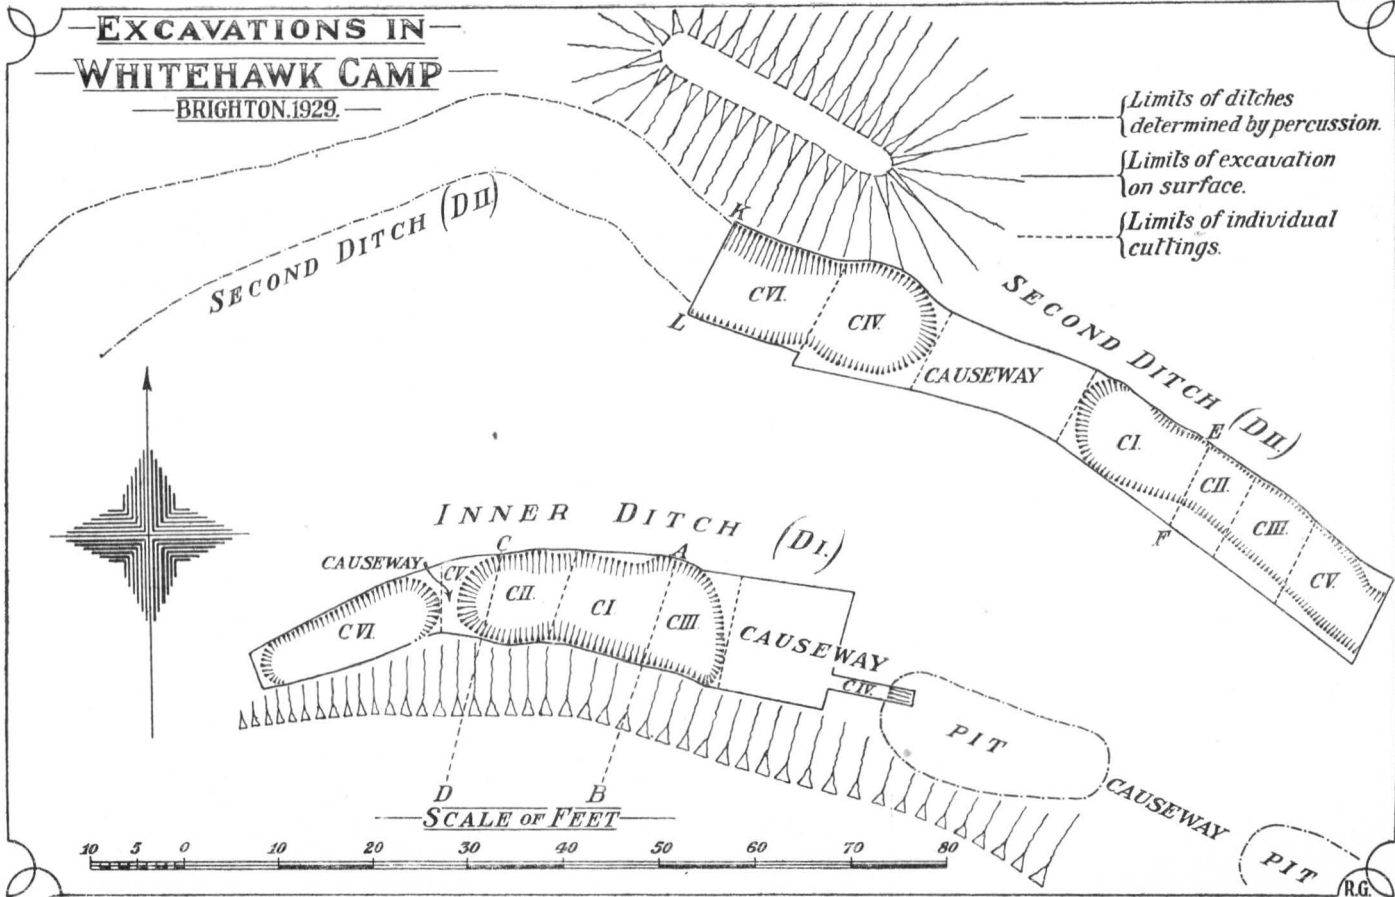 EXCAVATIONS IN
WHITEHAWK CAMP
BRIGHTON. 1929.
Limits of ditches
determined by percussion.
Limits of excavation
on surface.
Limits of individual
cuttings.
SECOND DITCH (DII)
K
L
CVI.
CIV.
CAUSEWAY
SECOND DITCH (DII.)
CI.
E
CII.
F
CIII.
CV.
INNER DITCH (DI.)
CAUSEWAY
CV.
C
A
CVI.
CII.
CI
CIII.
CAUSEWAY
CIV.
PIT
CAUSEWAY
PIT
D
B
SCALE OF FEET
10 5 0 10 20 30 40 50 60 70 80
R.G.